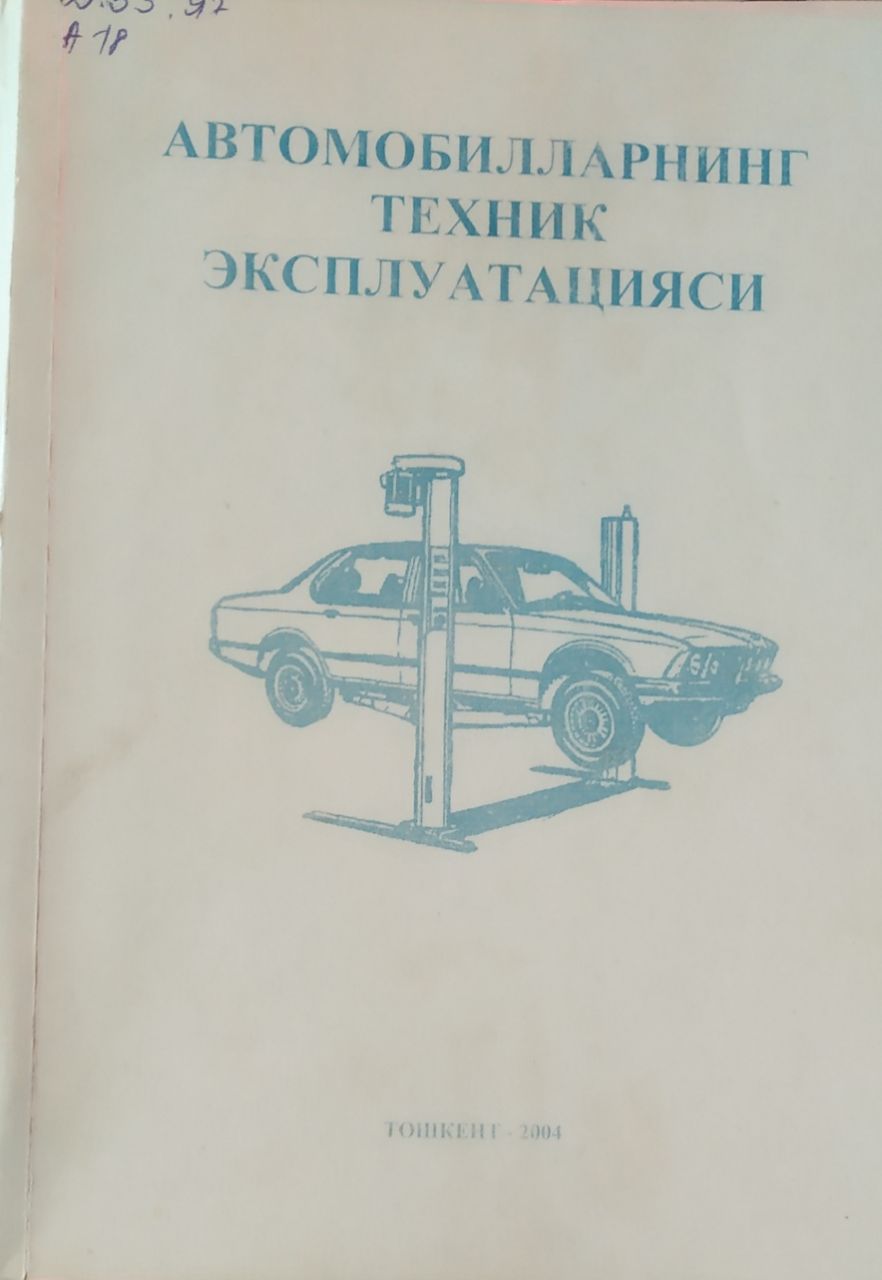 А 18
АВТОМОБИЛЛАРНИНГ
ТЕХНИК
ЭКСПЛУАТАЦИЯСИ
ТОШКЕНТ - 2004